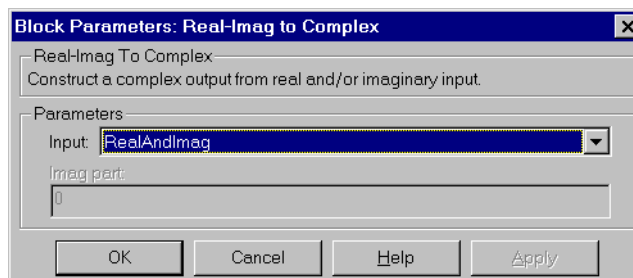 Block Parameters: Real-Imag to Complex
Real-Imag To Complex
Construct a complex output from real and/or imaginary input.
Parameters
Input: RealAndImag
Imag part:
0
OK Cancel Help Apply